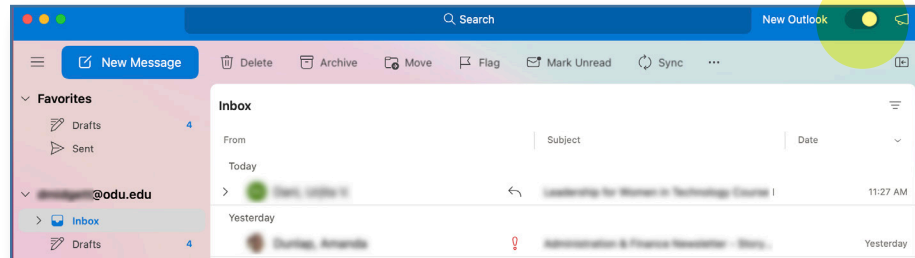 Search
New Outlook
New Message
Delete
Archive
Move
Flag
Mark Unread
Sync
Favorites
Drafts 4
Sent
@odu.edu
Inbox
Drafts 4
Inbox
From Subject Date
Today
11:27 AM
Yesterday
Yesterday